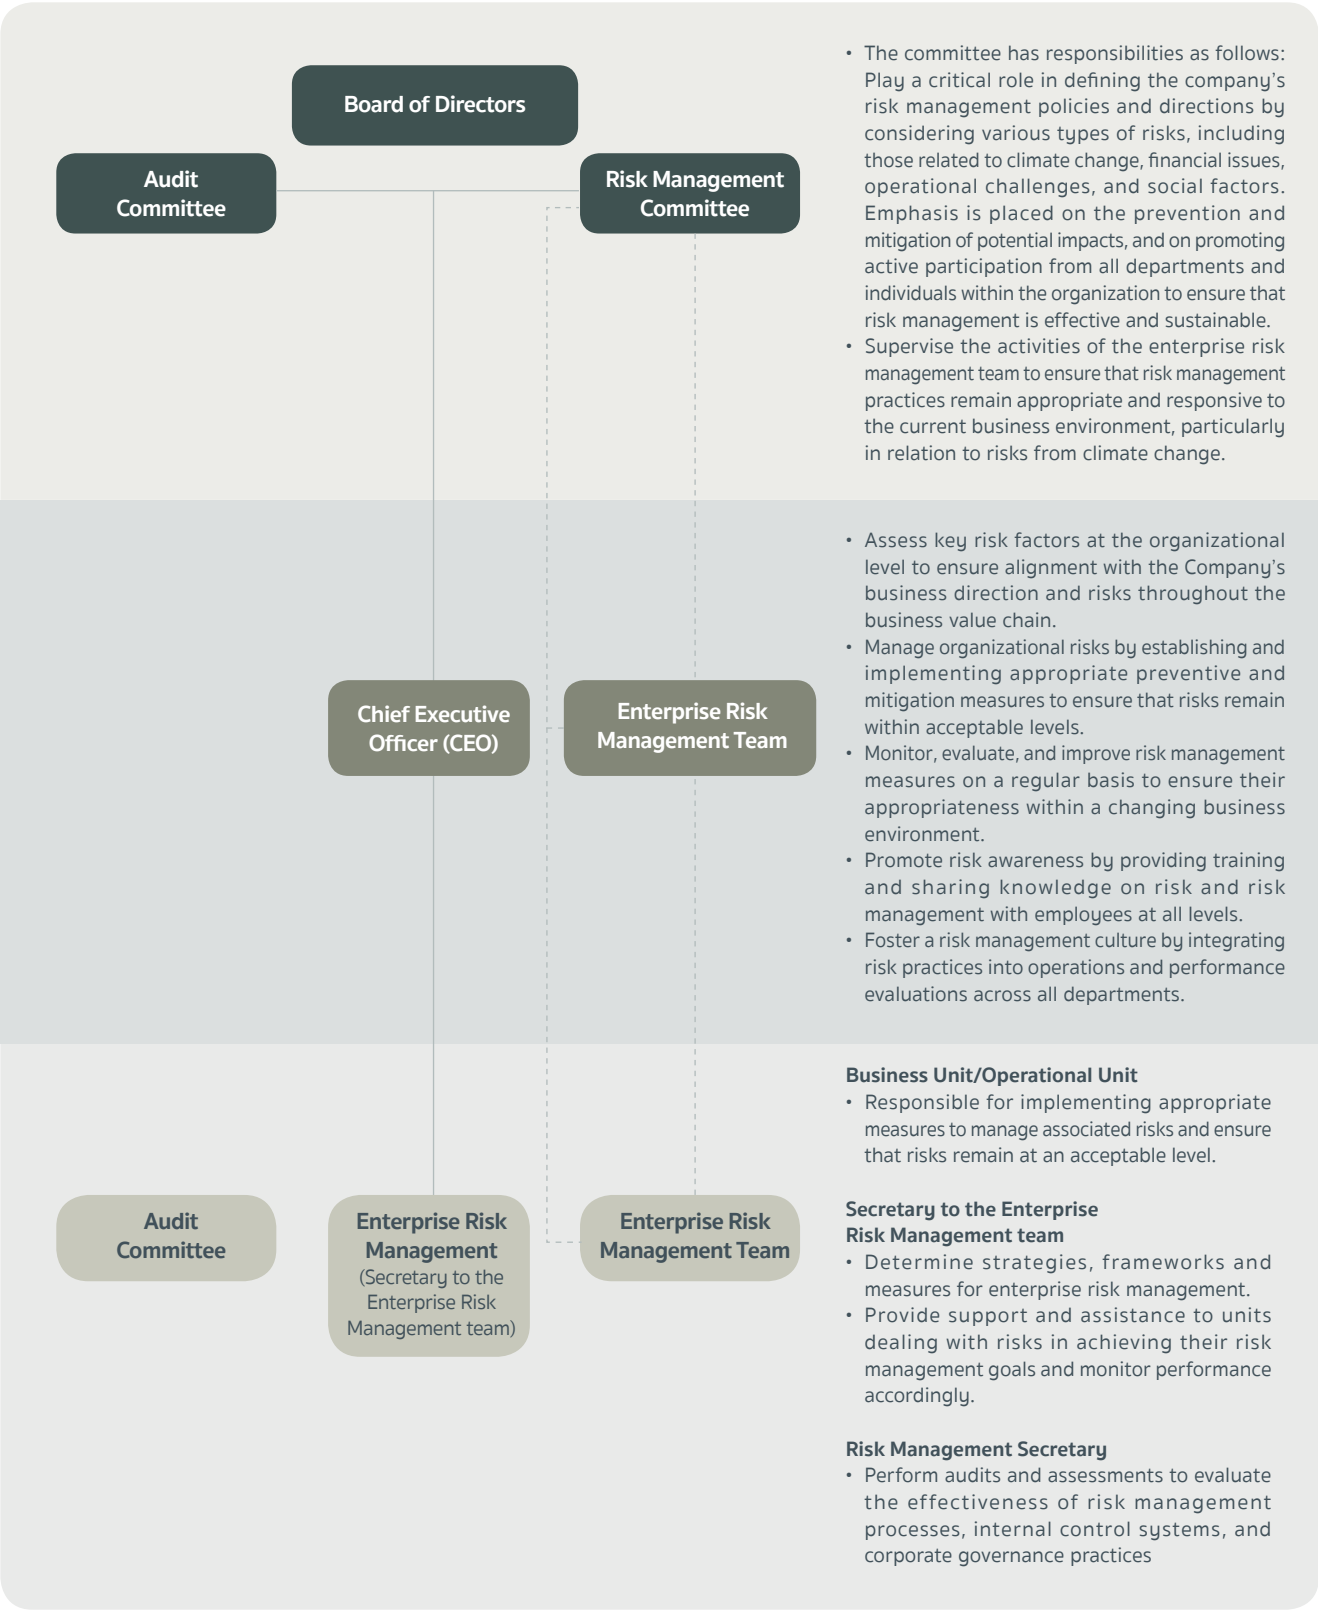 Board of Directors
Audit
Committee
Risk Management
Committee
• The committee has responsibilities as follows:
Play a critical role in defining the company's
risk management policies and directions by
considering various types of risks, including
those related to climate change, financial issues,
operational challenges, and social factors.
Emphasis is placed on the prevention and
mitigation of potential impacts, and on promoting
active participation from all departments and
individuals within the organization to ensure that
risk management is effective and sustainable.
• Supervise the activities of the enterprise risk
management team to ensure that risk management
practices remain appropriate and responsive to
the current business environment, particularly
in relation to risks from climate change.
Chief Executive
Officer (CEO)
Enterprise Risk
Management Team
• Assess key risk factors at the organizational
level to ensure alignment with the Company's
business direction and risks throughout the
business value chain.
• Manage organizational risks by establishing and
implementing appropriate preventive and
mitigation measures to ensure that risks remain
within acceptable levels.
• Monitor, evaluate, and improve risk management
measures on a regular basis to ensure their
appropriateness within a changing business
environment.
• Promote risk awareness by providing training
and sharing knowledge on risk and risk
management with employees at all levels.
• Foster a risk management culture by integrating
risk practices into operations and performance
evaluations across all departments.
Audit
Committee
Enterprise Risk
Management
(Secretary to the
Enterprise Risk
Management team)
Enterprise Risk
Management Team
Business Unit/Operational Unit
• Responsible for implementing appropriate
measures to manage associated risks and ensure
that risks remain at an acceptable level.
Secretary to the Enterprise
Risk Management team
• Determine strategies, frameworks and
measures for enterprise risk management.
• Provide support and assistance to units
dealing with risks in achieving their risk
management goals and monitor performance
accordingly.
Risk Management Secretary
• Perform audits and assessments to evaluate
the effectiveness of risk management
processes, internal control systems, and
corporate governance practices